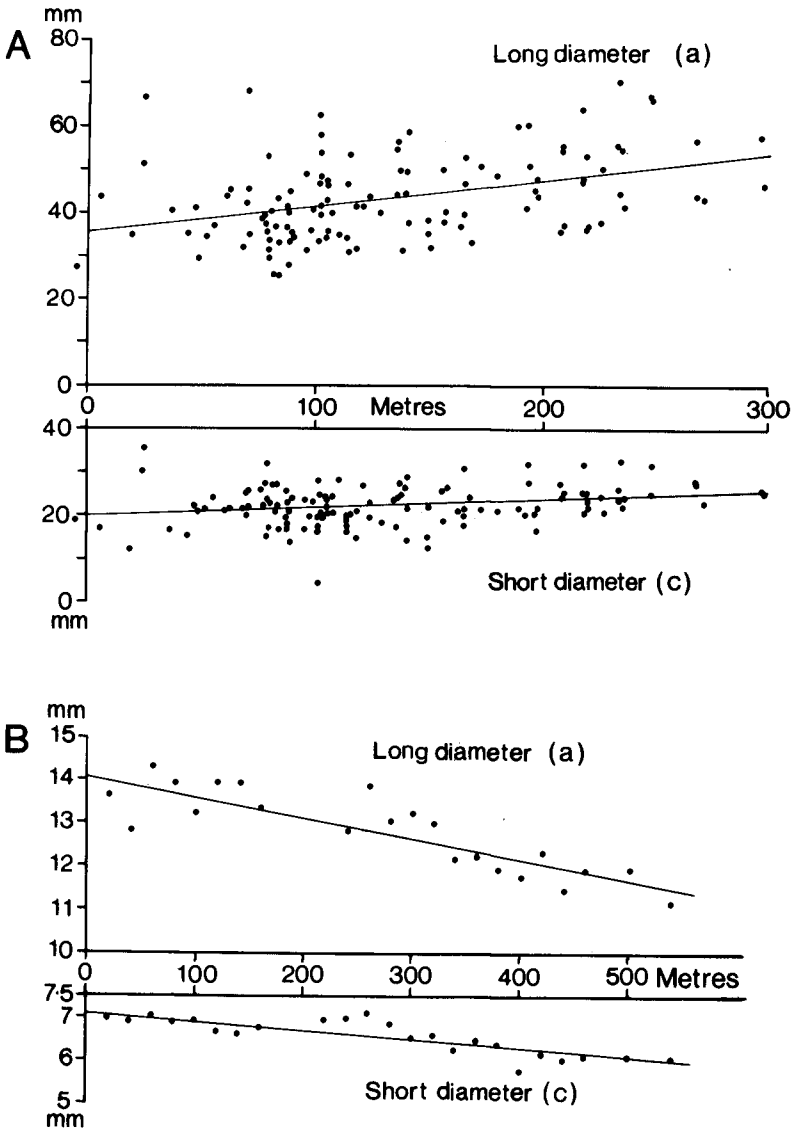 mm
A
80
Long diameter (a)
60
40
20
0
0 100 Metres 200 300
40
20
Short diameter (c)
0
mm
mm
B
15
Long diameter (a)
14
13
12
11
10
0 100 200 300 400 500 Metres
7·5
7
6
Short diameter (c)
5
mm